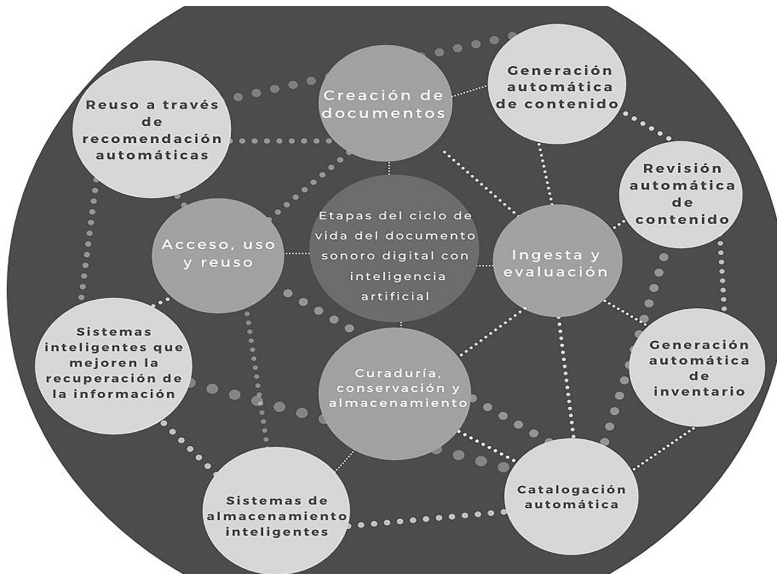 Creación de
documentos
Generación
automática
de contenido
Reuso a través
de
recomendación
automáticas
Revisión
automática
de
contenido
Etapas del ciclo de
vida del documento
sonoro digital con
inteligencia
artificial
Acceso, uso
y reuso
Ingesta y
evaluación
Sistemas
inteligentes que
mejoren la
recuperación de
la información
Generación
automática
de
inventario
Curaduría,
conservación y
almacenamiento
Catalogación
automática
Sistemas de
almacenamiento
inteligentes